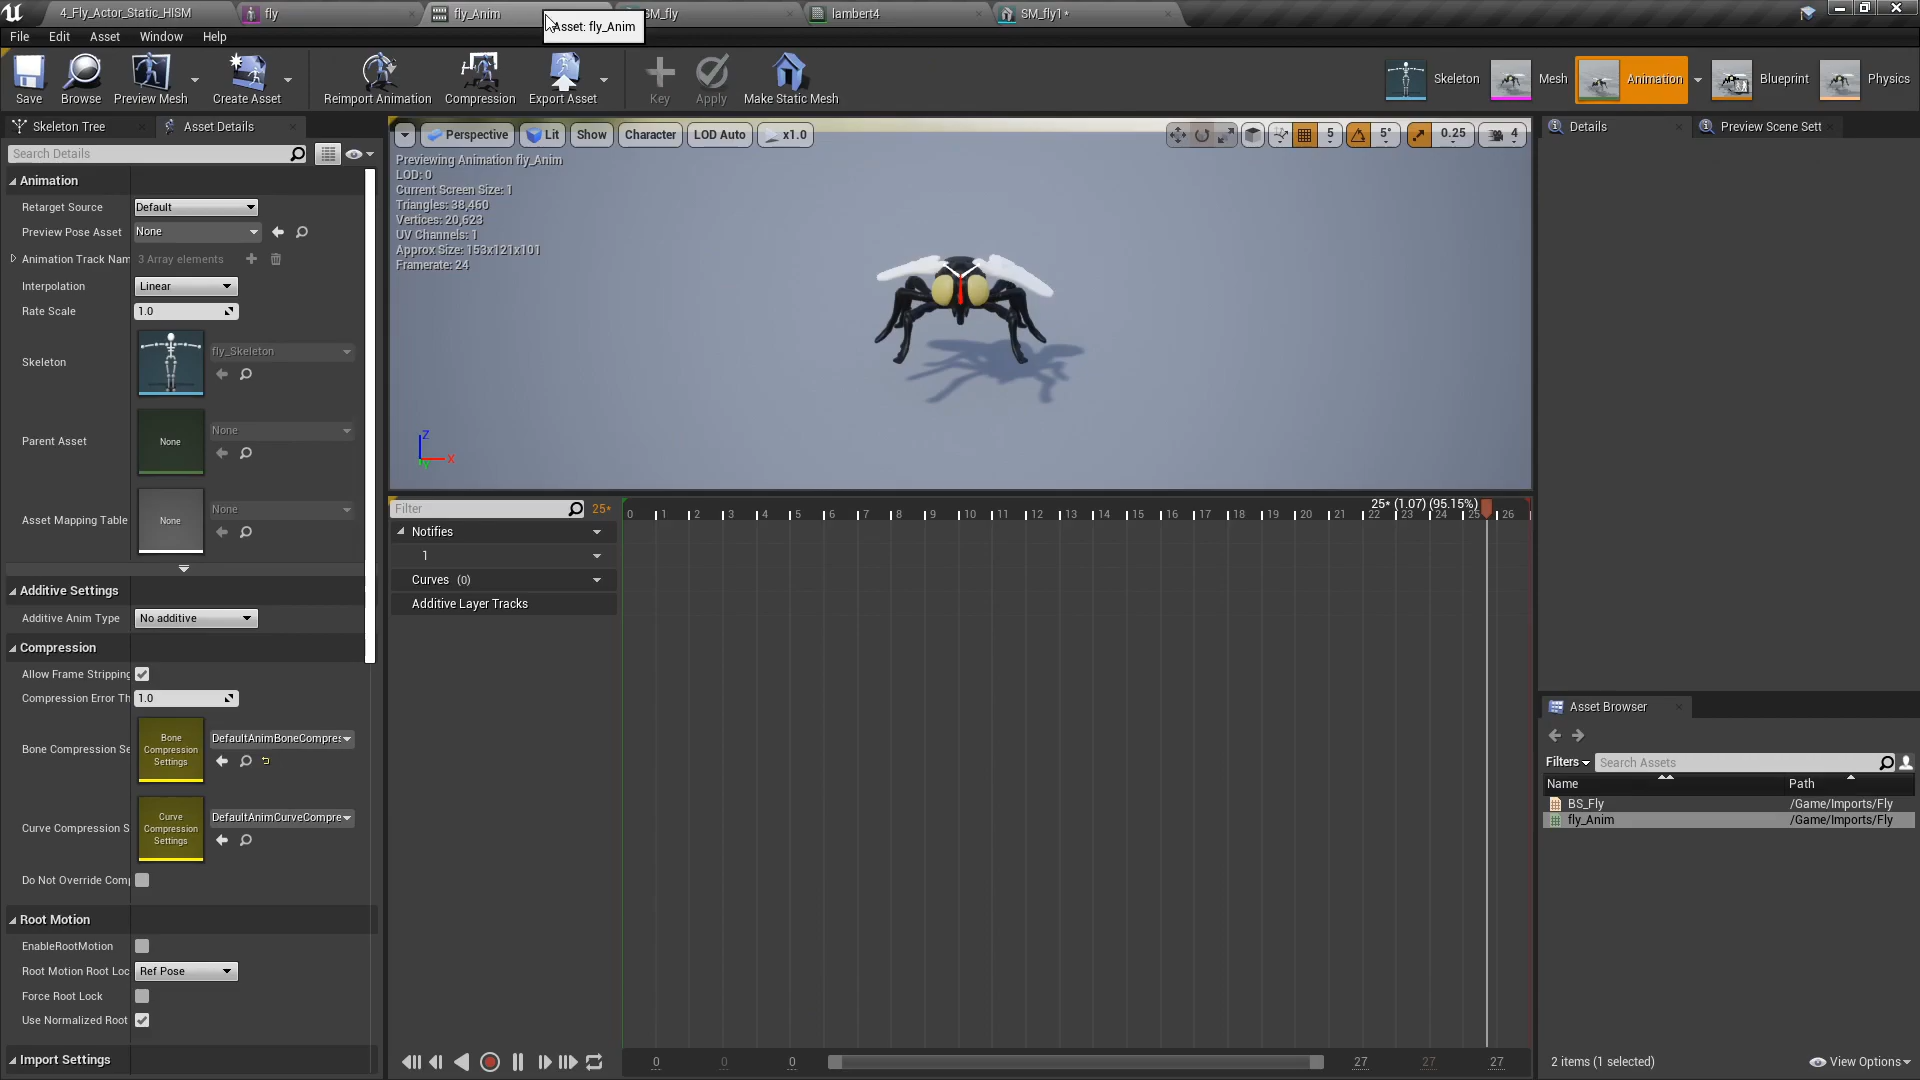 4_Fly_Actor_Static_HISM
fly
fly_Anim
SM_fly
lambert4
SM_fly1*
Asset: fly_Anim
File Edit Asset Window Help
Save
Browse
Preview Mesh
Create Asset
Reimport Animation
Compression
Export Asset
Key
Apply
Make Static Mesh
Skeleton
Mesh
Animation
Blueprint
Physics
Skeleton Tree
Asset Details
Search Details
Animation
Retarget Source Default
Preview Pose Asset None
Animation Track Nam 3 Array elements
Interpolation Linear
Rate Scale 1.0
Skeleton fly_Skeleton
Parent Asset None None
Asset Mapping Table None None
Additive Settings
Additive Anim Type No additive
Compression
Allow Frame Stripping
Compression Error Th 1.0
Bone Compression Se
Bone
Compression
Settings
DefaultAnimBoneCompres
Curve Compression S
Curve
Compression
Settings
DefaultAnimCurveCompre
Do Not Override Comp
Root Motion
EnableRootMotion
Root Motion Root Loc Ref Pose
Force Root Lock
Use Normalized Root
Import Settings
Perspective Lit Show Character LOD Auto x1.0
5 5° 0.25 4
Previewing Animation fly_Anim
LOD: 0
Current Screen Size: 1
Triangles: 38,460
Vertices: 20,623
UV Channels: 1
Approx Size: 153x121x101
Framerate: 24
Z
X
Y
Filter 25*
25* (1.07) (95.15%)
0 1 2 3 4 5 6 7 8 9 10 11 12 13 14 15 16 17 18 19 20 21 22 23 24 25 26
Notifies
1
Curves (0)
Additive Layer Tracks
0 0 0 27 27 27
Details
Preview Scene Sett
Asset Browser
Filters Search Assets
Name Path
BS_Fly /Game/Imports/Fly
fly_Anim /Game/Imports/Fly
2 items (1 selected)
View Options